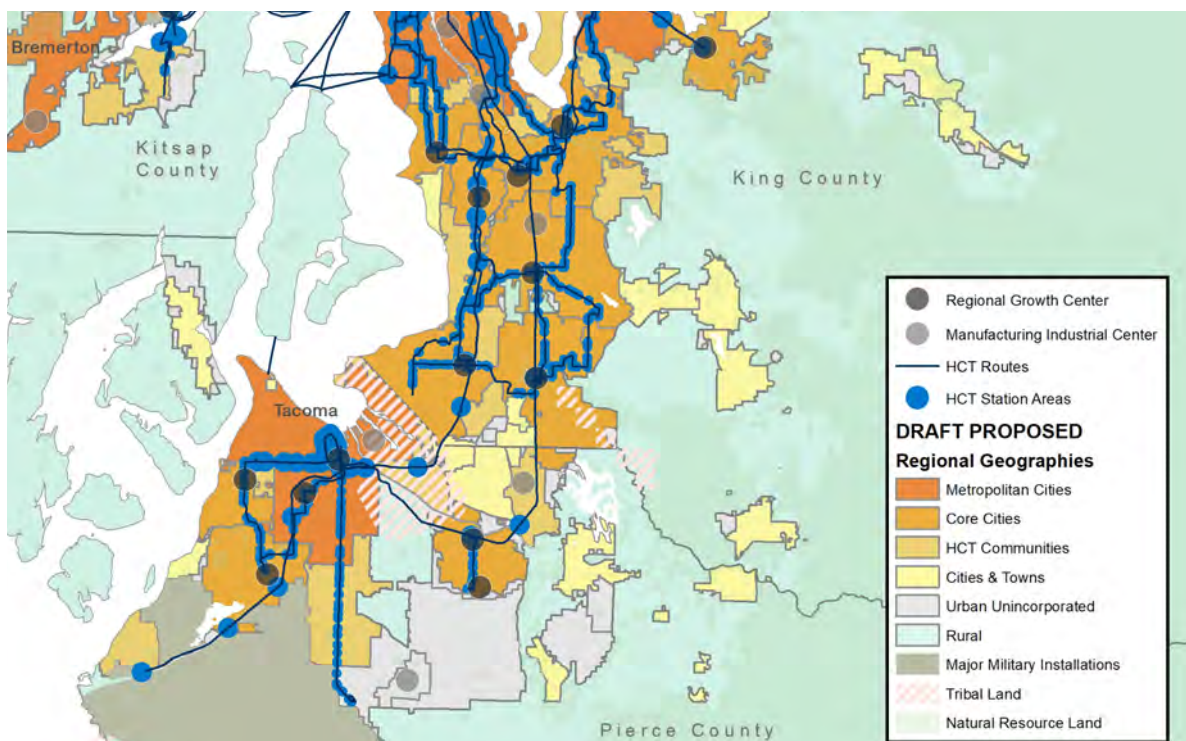 Bremerton
Kitsap
County
King County
Tacoma
Pierce County
Regional Growth Center
Manufacturing Industrial Center
HCT Routes
HCT Station Areas
DRAFT PROPOSED
Regional Geographies
Metropolitan Cities
Core Cities
HCT Communities
Cities & Towns
Urban Unincorporated
Rural
Major Military Installations
Tribal Land
Natural Resource Land